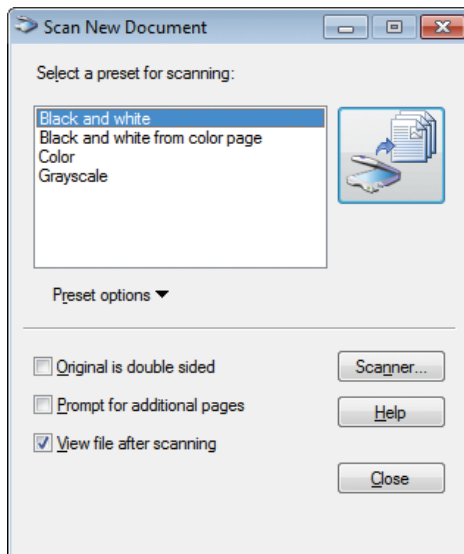 Scan New Document
Select a preset for scanning:
Black and white
Black and white from color page
Color
Grayscale
Preset options
Original is double sided
Scanner...
Prompt for additional pages
Help
View file after scanning
Close